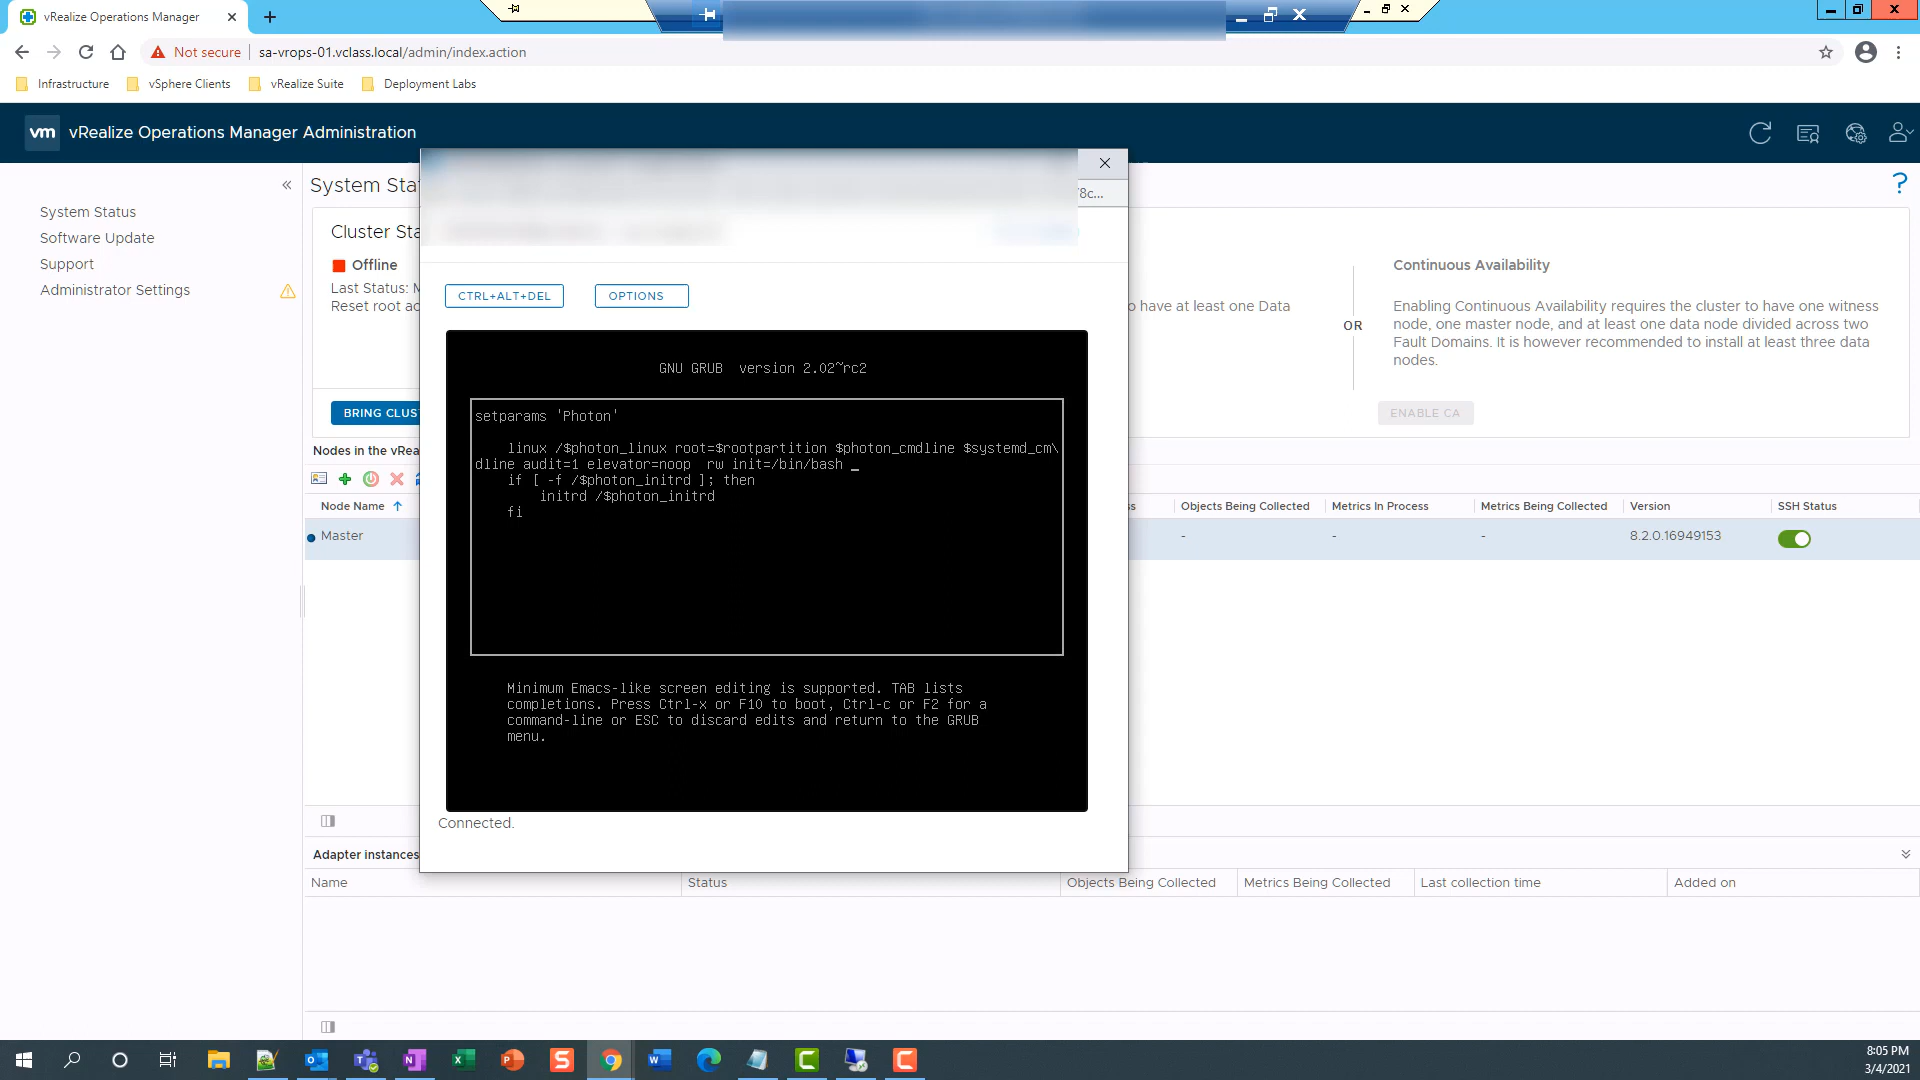 vRealize Operations Manager
Not secure
sa-vrops-01.vclass.local/admin/index.action
Infrastructure
vSphere Clients
vRealize Suite
Deployment Labs
vm
vRealize Operations Manager Administration
System Status
Software Update
Support
Administrator Settings
System Sta
/8c...
Cluster Sta
Offline
Last Status: M
Reset root ac
BRING CLUS
o have at least one Data
OR
Continuous Availability
Enabling Continuous Availability requires the cluster to have one witness
node, one master node, and at least one data node divided across two
Fault Domains. It is however recommended to install at least three data
nodes.
ENABLE CA
CTRL+ALT+DEL
OPTIONS
GNU GRUB version 2.02~rc2
setparams 'Photon'
linux /$photon_linux root=$rootpartition $photon_cmdline $systemd_cm\
dline audit=1 elevator=noop  rw init=/bin/bash _
if [ -f /$photon_initrd ]; then
initrd /$photon_initrd
fi
Minimum Emacs-like screen editing is supported. TAB lists
completions. Press Ctrl-x or F10 to boot, Ctrl-c or F2 for a
command-line or ESC to discard edits and return to the GRUB
menu.
Connected.
Nodes in the vRea
Node Name
ss
Objects Being Collected
Metrics In Process
Metrics Being Collected
Version
SSH Status
Master
-
-
-
8.2.0.16949153
Adapter instances
Name
Status
Objects Being Collected
Metrics Being Collected
Last collection time
Added on
8:05 PM
3/4/2021